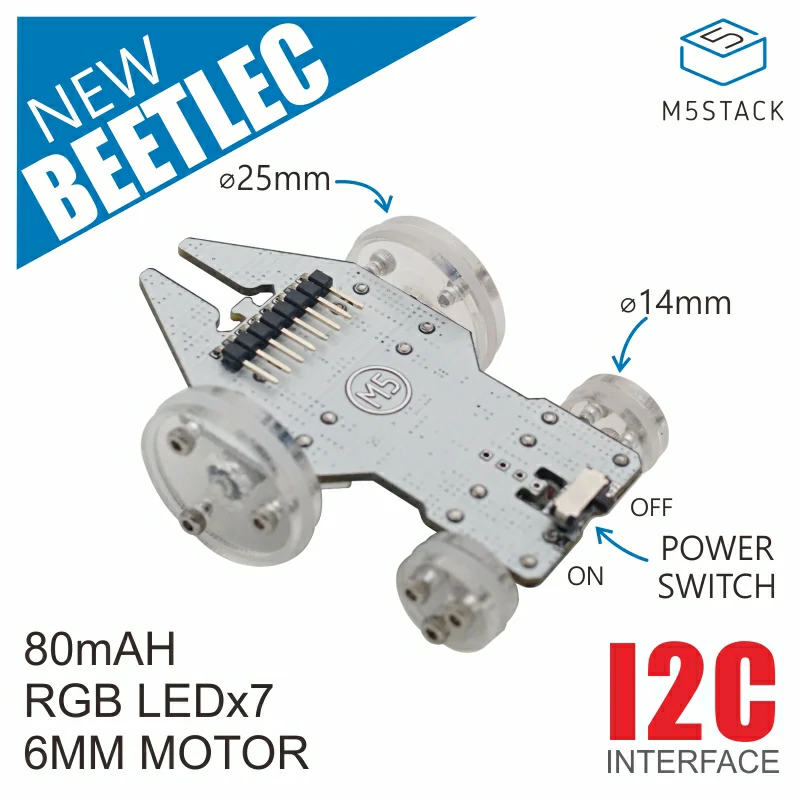 NEW
BEETLEC
M5STACK
⌀25mm
⌀14mm
M5
OFF
ON
POWER
SWITCH
80mAH
RGB LEDx7
6MM MOTOR
I2C
INTERFACE